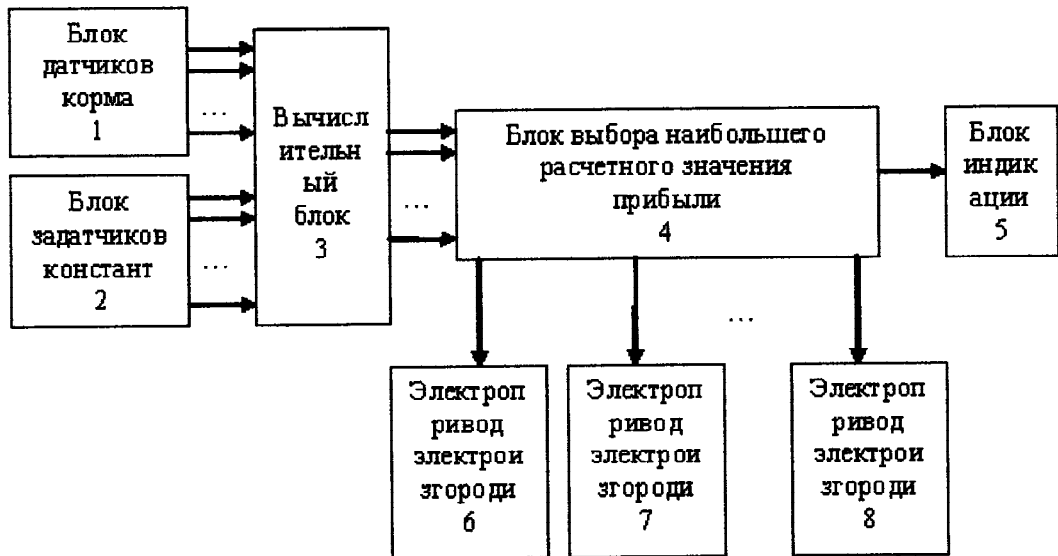 Блок
датчиков
корма
1
...
Блок
задатчиков
констант
2
...
Вычисл
ительн
ый
блок
3
...
Блок выбора наибольшего
расчетного значения
прибыли
4
Блок
индик
ации
5
...
Электроп
ривод
электрои
згороди
6
Электроп
ривод
электрои
згороди
7
Электроп
ривод
электрои
згороди
8